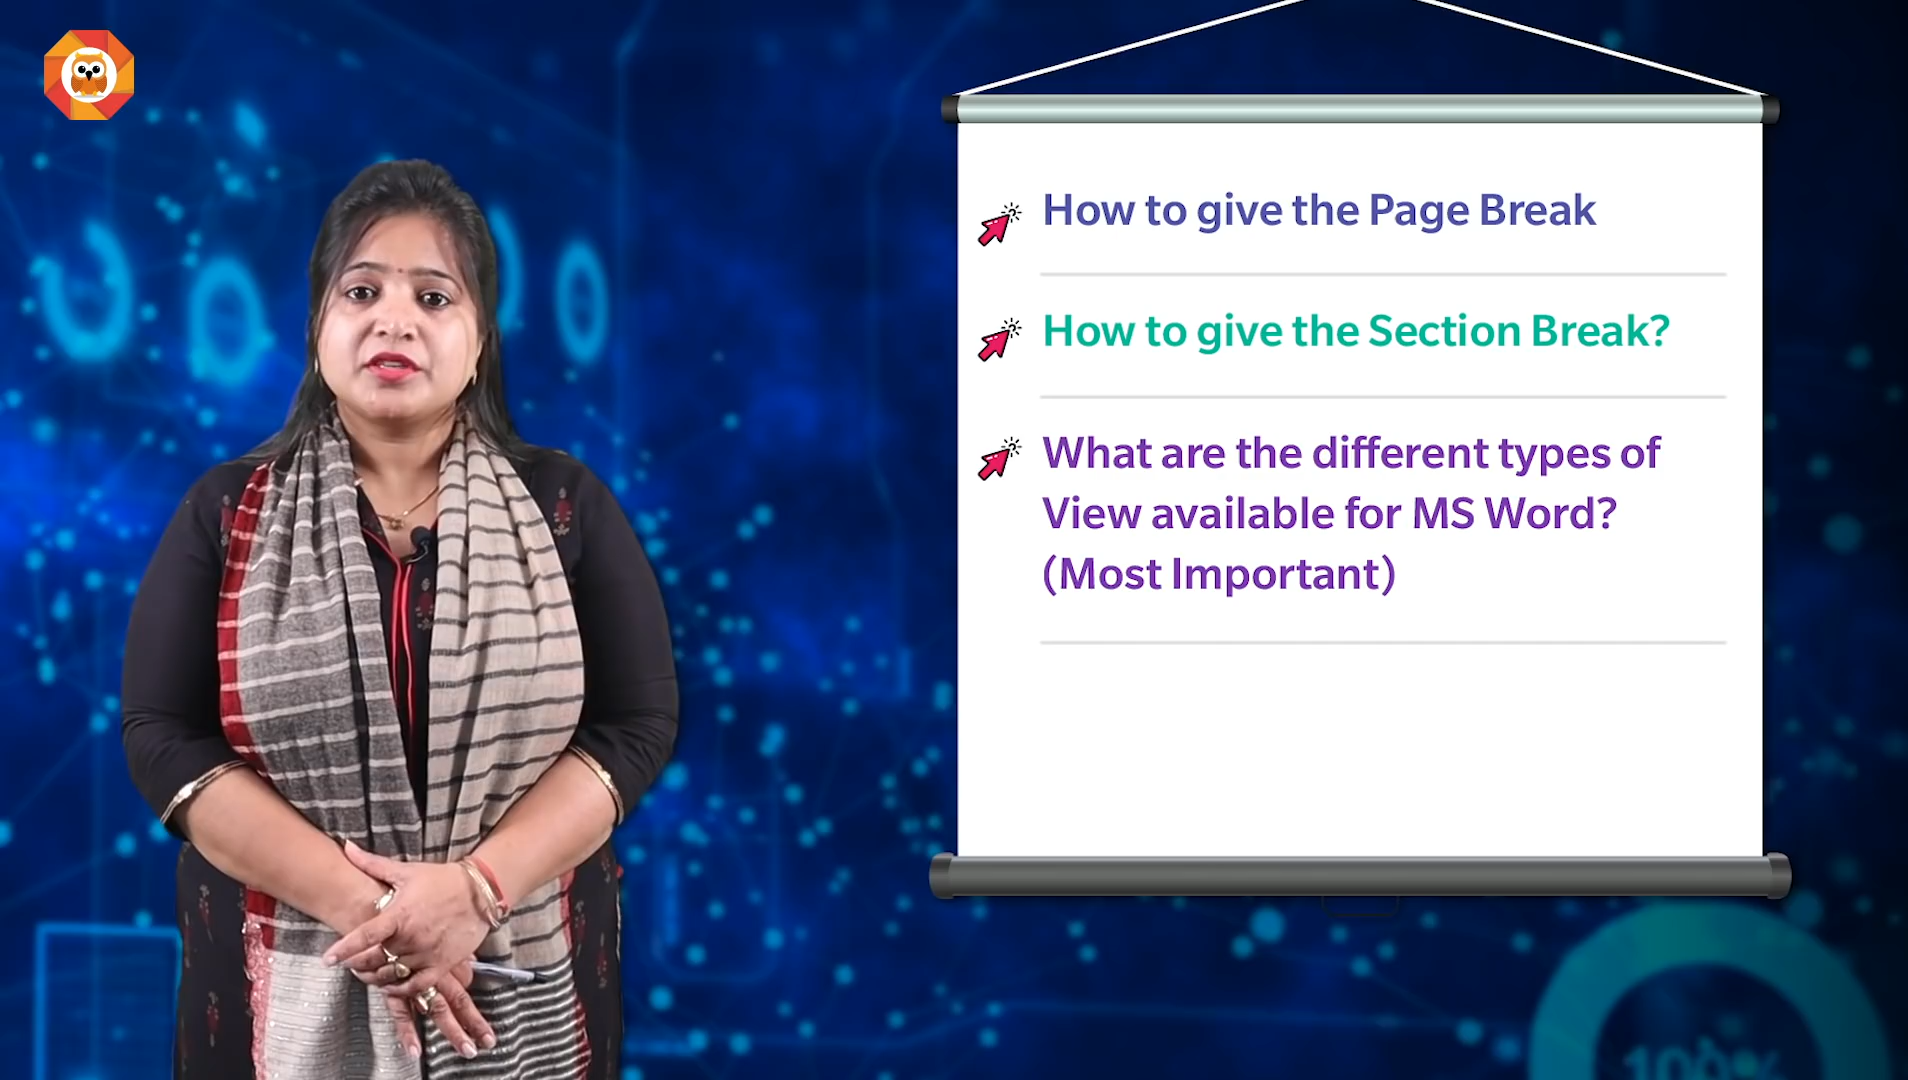 How to give the Page Break
How to give the Section Break?
What are the different types of
View available for MS Word?
(Most Important)
100%